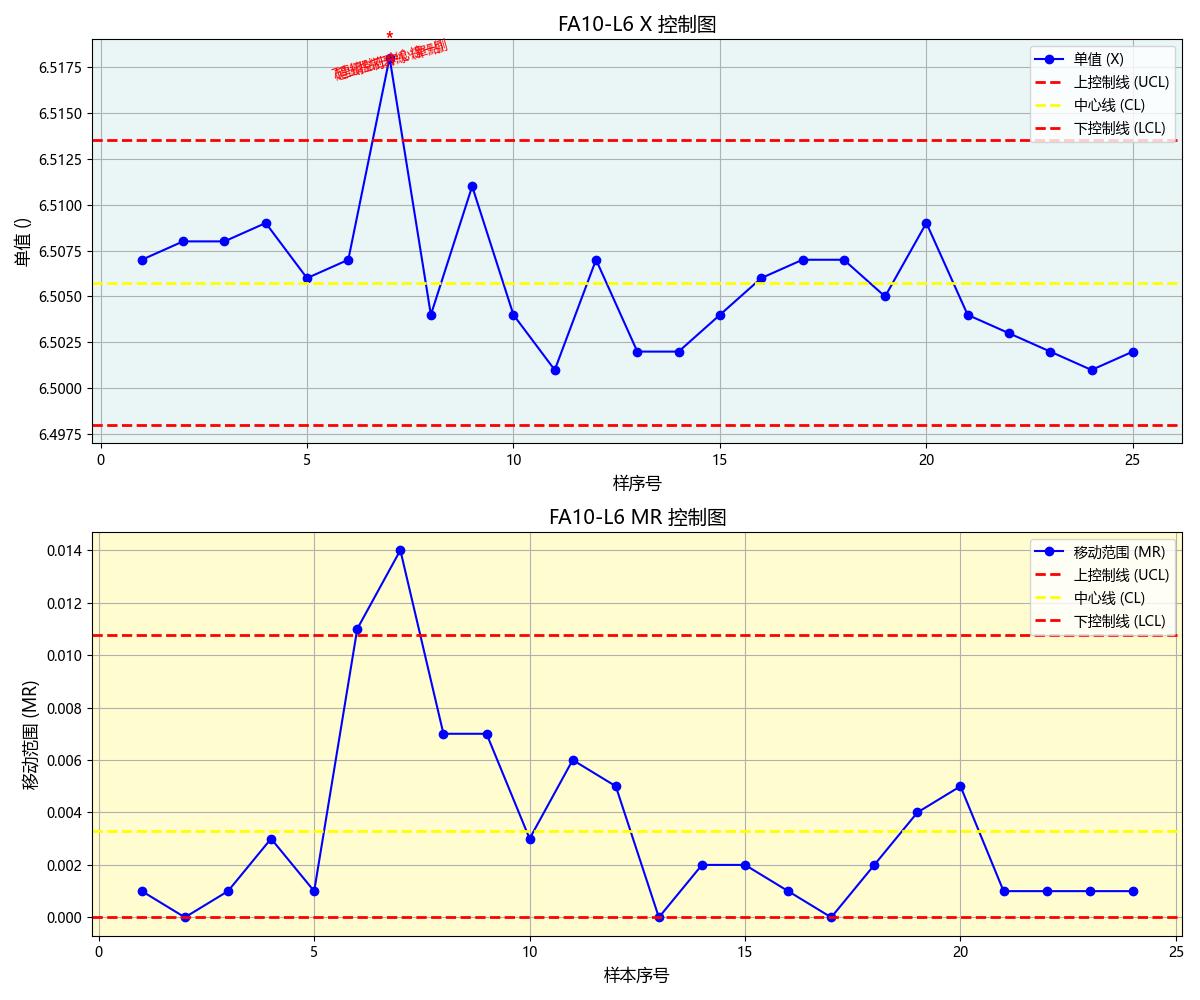 FA10-L6 X 控制图
*
单值 (X)
上控制线 (UCL)
中心线 (CL)
下控制线 (LCL)
单值 ()
6.5175
6.5150
6.5125
6.5100
6.5075
6.5050
6.5025
6.5000
6.4975
0 5 10 15 20 25
样序号
FA10-L6 MR 控制图
移动范围 (MR)
上控制线 (UCL)
中心线 (CL)
下控制线 (LCL)
移动范围 (MR)
0.014
0.012
0.010
0.008
0.006
0.004
0.002
0.000
0 5 10 15 20 25
样本序号